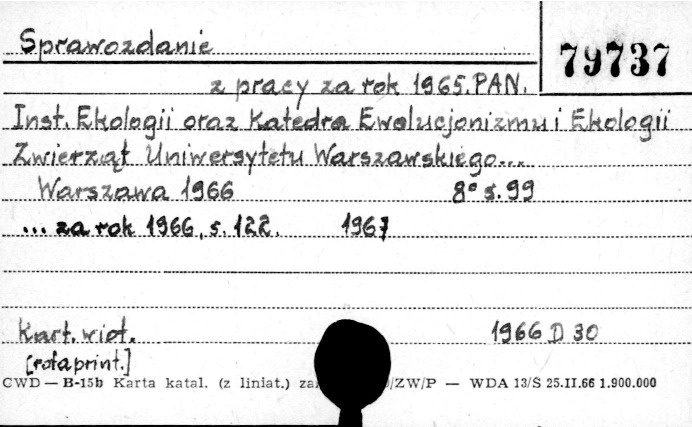 Sprawozdanie
79737
z pracy za rok 1965. PAN.
Inst. Ekologii oraz Katedra Ewolucjonizmu i Ekologii
Zwierząt Uniwersytetu Warszawskiego...
Warszawa 1966 8° s. 99
... za rok 1966, s. 122. 1967
Kart. wiot. 1966 D 30
[rotaprint.]
CWD — B-15b Karta katal. (z liniat.) /ZW/P — WDA 13/S 25.II.66 1.900.000